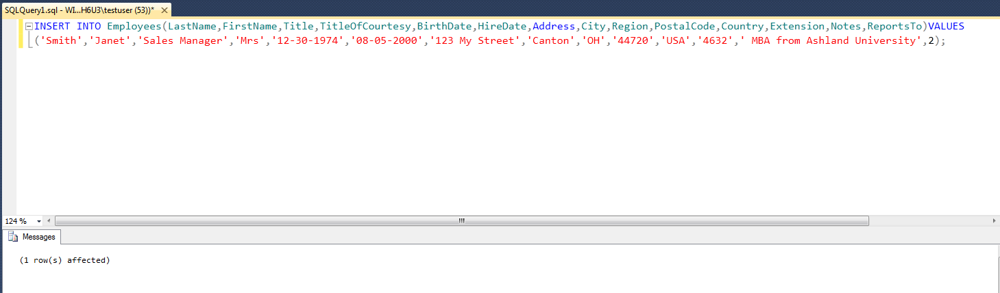 SQLQuery1.sql - WI...H6U3\testuser (53))*
INSERT INTO Employees(LastName,FirstName,Title,TitleOfCourtesy,BirthDate,HireDate,Address,City,Region,PostalCode,Country,Extension,Notes,ReportsTo)VALUES
('Smith','Janet','Sales Manager','Mrs','12-30-1974','08-05-2000','123 My Street','Canton','OH','44720','USA','4632',' MBA from Ashland University',2);
124 %
Messages
(1 row(s) affected)